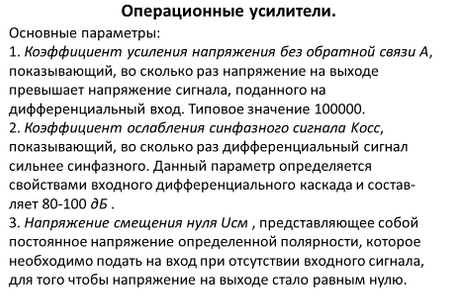 Операционные усилители.
Основные параметры:
1. Коэффициент усиления напряжения без обратной связи А,
показывающий, во сколько раз напряжение на выходе
превышает напряжение сигнала, поданного на
дифференциальный вход. Типовое значение 100000.
2. Коэффициент ослабления синфазного сигнала Косс,
показывающий, во сколько раз дифференциальный сигнал
сильнее синфазного. Данный параметр определяется
свойствами входного дифференциального каскада и состав-
ляет 80-100 дБ .
3. Напряжение смещения нуля Uсм , представляющее собой
постоянное напряжение определенной полярности, которое
необходимо подать на вход при отсутствии входного сигнала,
для того чтобы напряжение на выходе стало равным нулю.